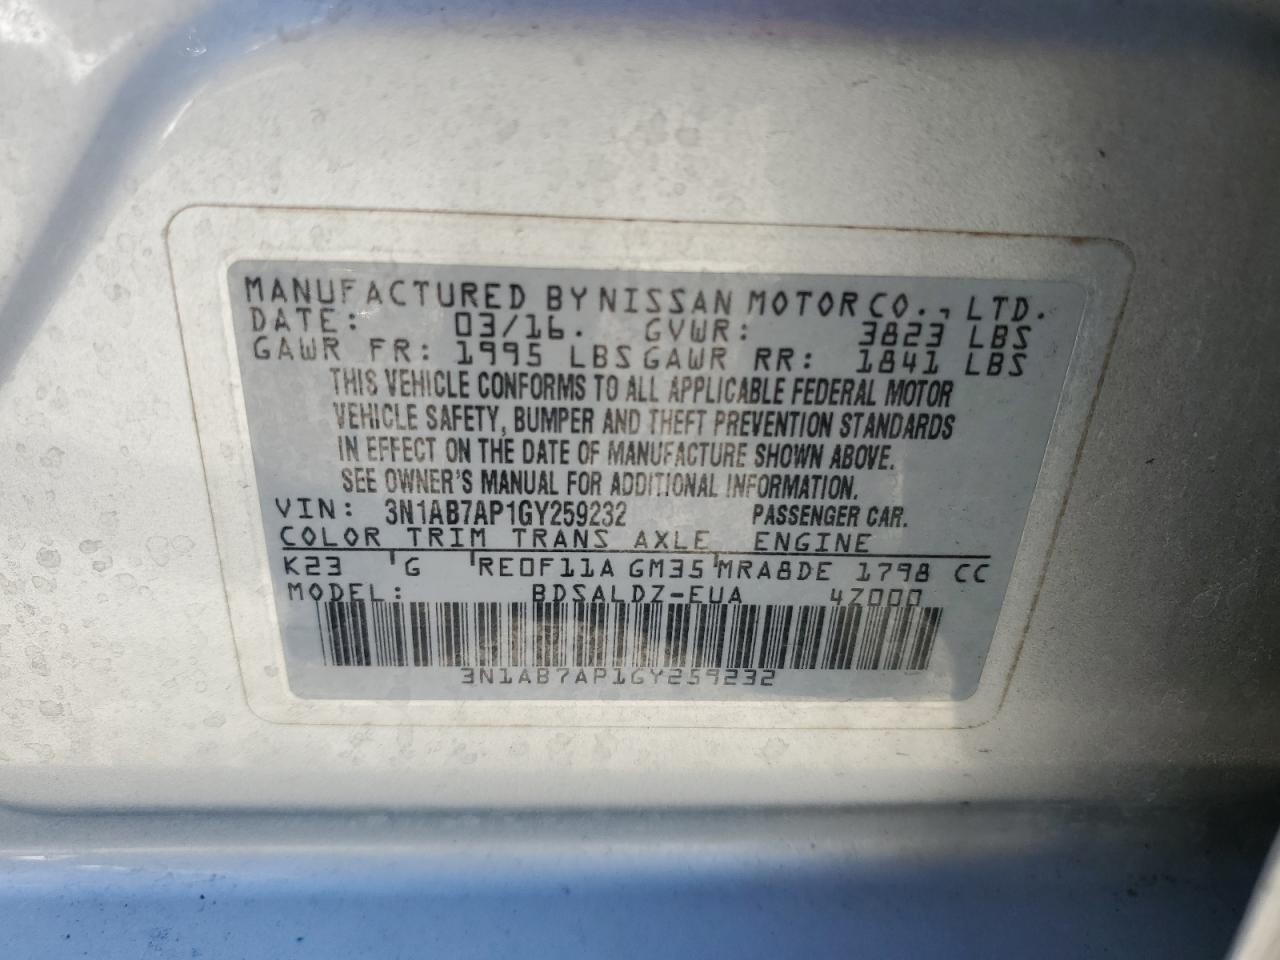 MANUFACTURED BY NISSAN MOTOR CO., LTD.
DATE: 03/16. GVWR: 3823 LBS
GAWR FR: 1995 LBS GAWR RR: 1841 LBS
THIS VEHICLE CONFORMS TO ALL APPLICABLE FEDERAL MOTOR
VEHICLE SAFETY, BUMPER AND THEFT PREVENTION STANDARDS
IN EFFECT ON THE DATE OF MANUFACTURE SHOWN ABOVE.
SEE OWNER'S MANUAL FOR ADDITIONAL INFORMATION.
VIN: 3N1AB7AP1GY259232 PASSENGER CAR.
COLOR TRIM TRANS AXLE ENGINE
K23 G RE0F11A GM35 MRA8DE 1798 CC
MODEL: BDSALDZ-EUA 4Z000
3N1AB7AP1GY259232